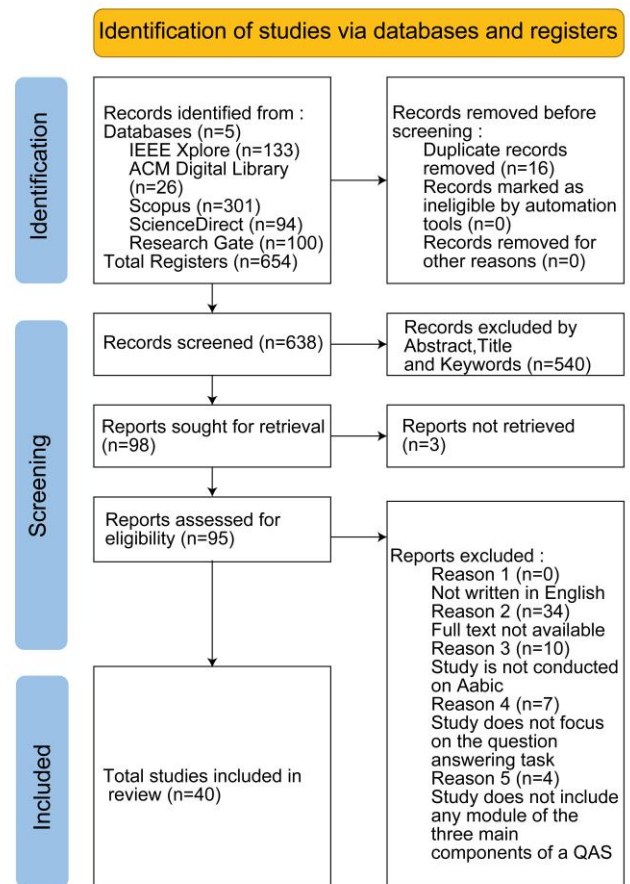 Identification of studies via databases and registers
Identification
Records identified from :
Databases (n=5)
IEEE Xplore (n=133)
ACM Digital Library
(n=26)
Scopus (n=301)
ScienceDirect (n=94)
Research Gate (n=100)
Total Registers (n=654)
Records removed before
screening :
Duplicate records
removed (n=16)
Records marked as
ineligible by automation
tools (n=0)
Records removed for
other reasons (n=0)
Screening
Records screened (n=638)
Records excluded by
Abstract,Title
and Keywords (n=540)
Reports sought for retrieval
(n=98)
Reports not retrieved
(n=3)
Reports assessed for
eligibility (n=95)
Reports excluded :
Reason 1 (n=0)
Not written in English
Reason 2 (n=34)
Full text not available
Reason 3 (n=10)
Study is not conducted
on Aabic
Reason 4 (n=7)
Study does not focus
on the question
answering task
Reason 5 (n=4)
Study does not include
any module of the
three main
components of a QAS
Included
Total studies included in
review (n=40)